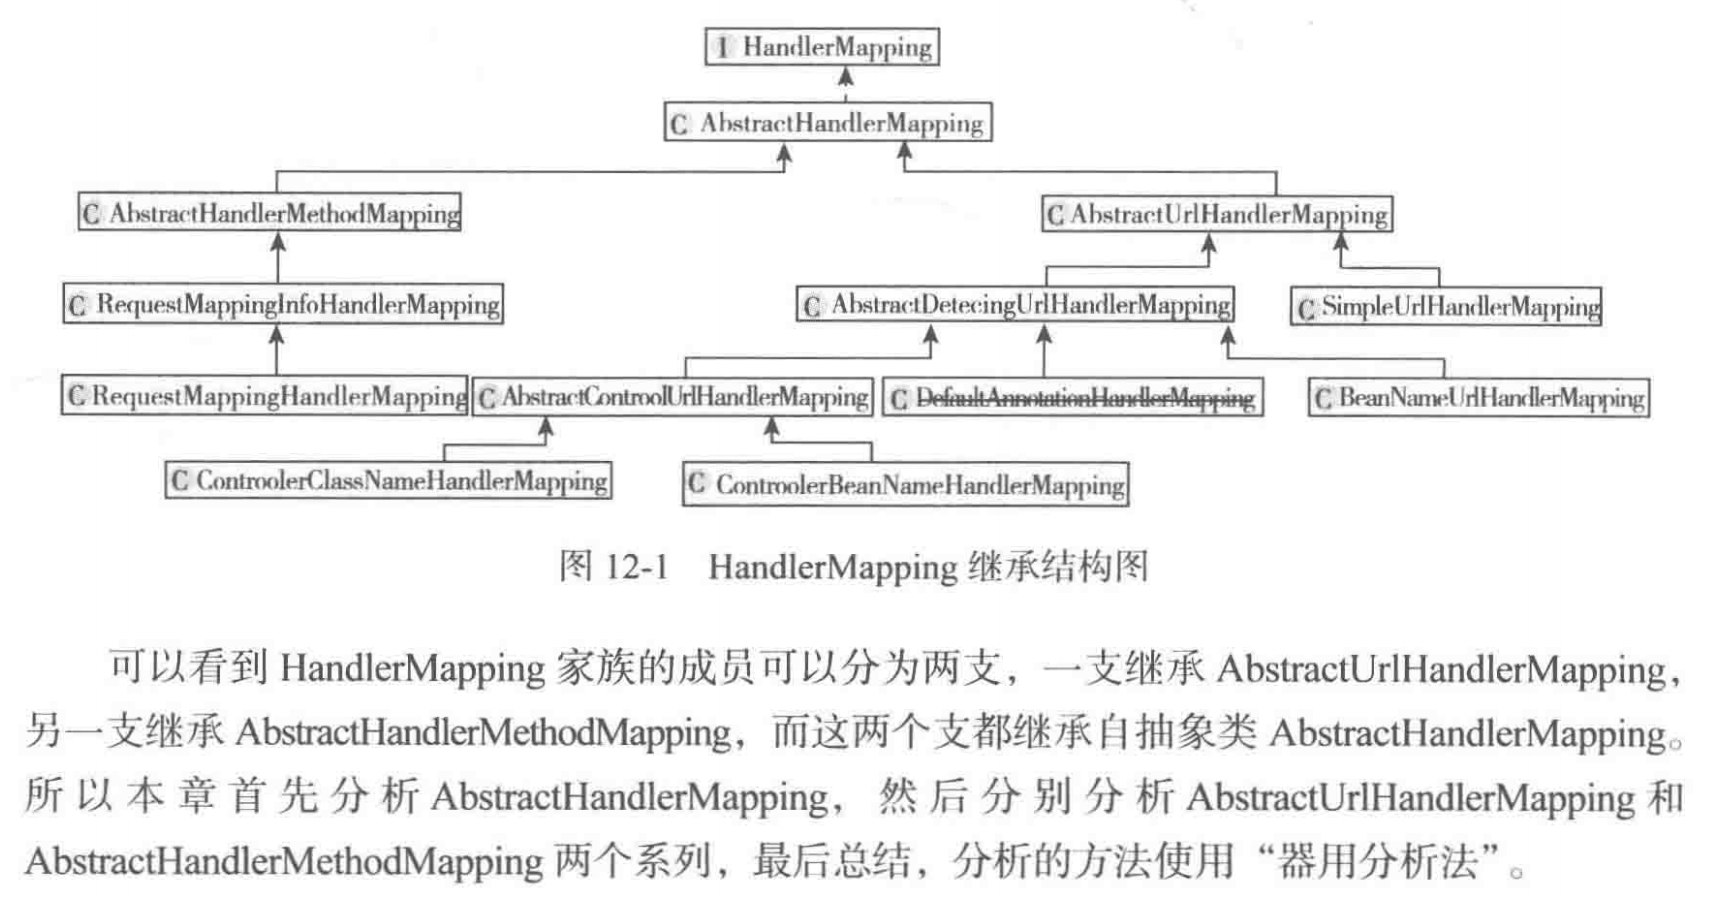 I HandlerMapping
C AbstractHandlerMapping
C AbstractHandlerMethodMapping
C AbstractUrlHandlerMapping
C RequestMappingInfoHandlerMapping
C AbstractDetecingUrlHandlerMapping
C SimpleUrlHandlerMapping
C RequestMappingHandlerMapping
C AbstractControolUrlHandlerMapping
C DefaultAnnotationHandlerMapping
C BeanNameUrlHandlerMapping
C ControolerClassNameHandlerMapping
C ControolerBeanNameHandlerMapping
图 12-1 HandlerMapping 继承结构图
可以看到 HandlerMapping 家族的成员可以分为两支，一支继承 AbstractUrlHandlerMapping，
另一支继承 AbstractHandlerMethodMapping，而这两个支都继承自抽象类 AbstractHandlerMapping。
所以本章首先分析 AbstractHandlerMapping，然后分别分析 AbstractUrlHandlerMapping 和
AbstractHandlerMethodMapping 两个系列，最后总结，分析的方法使用“器用分析法”。